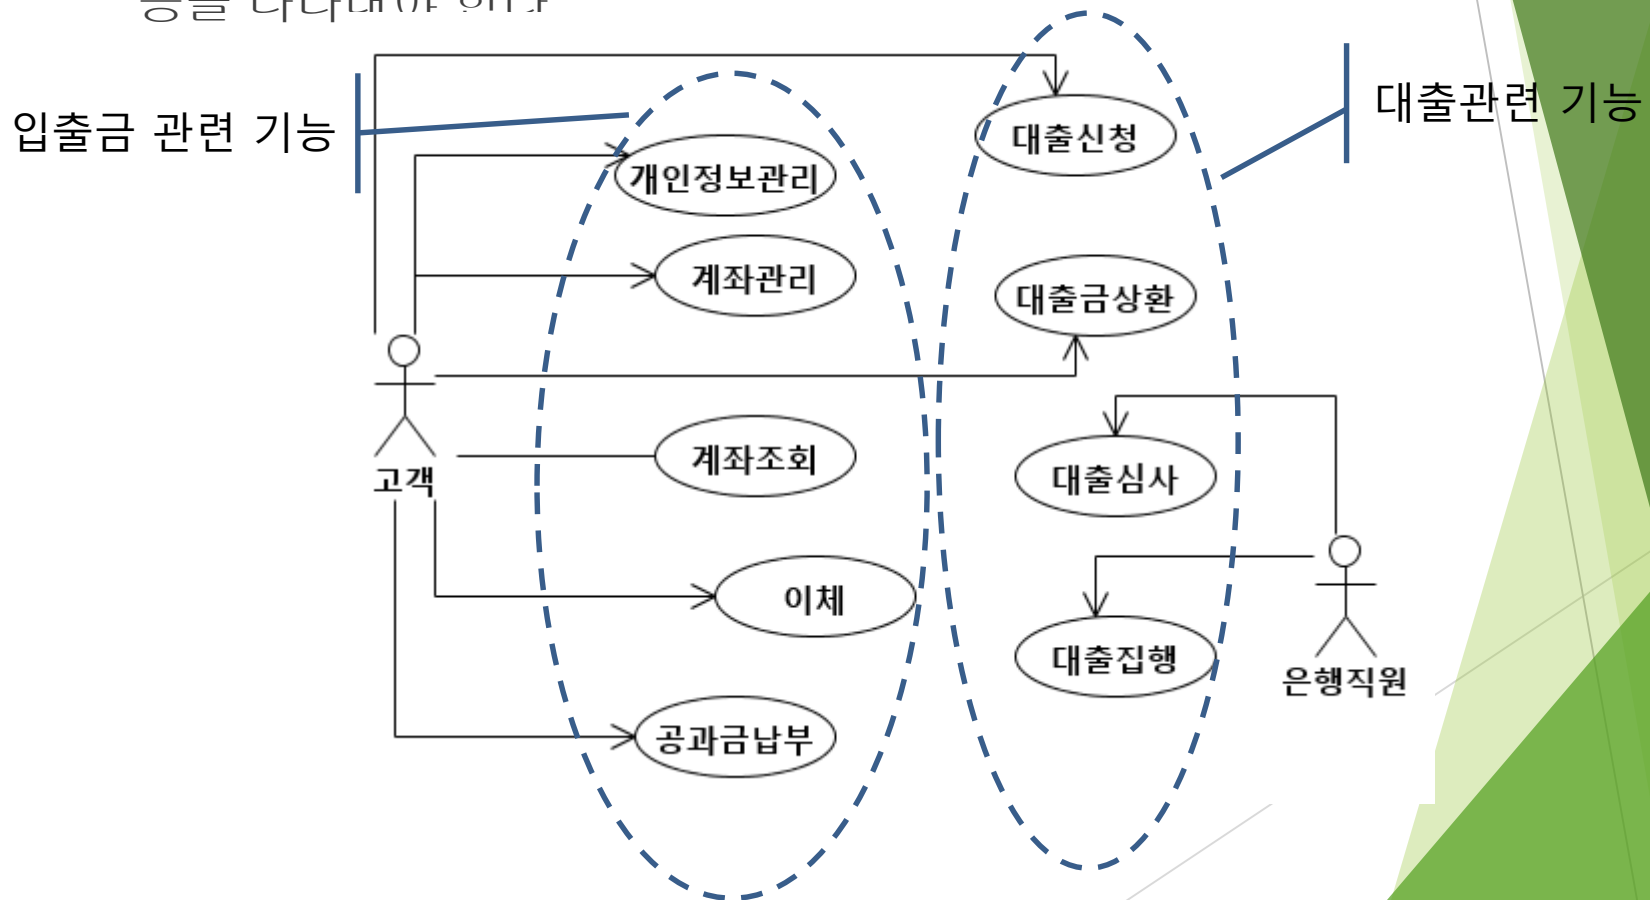 입출금 관련 기능
대출관련 기능
대출신청
개인정보관리
계좌관리
대출금상환
고객
계좌조회
대출심사
이체
대출집행
은행직원
공과금납부